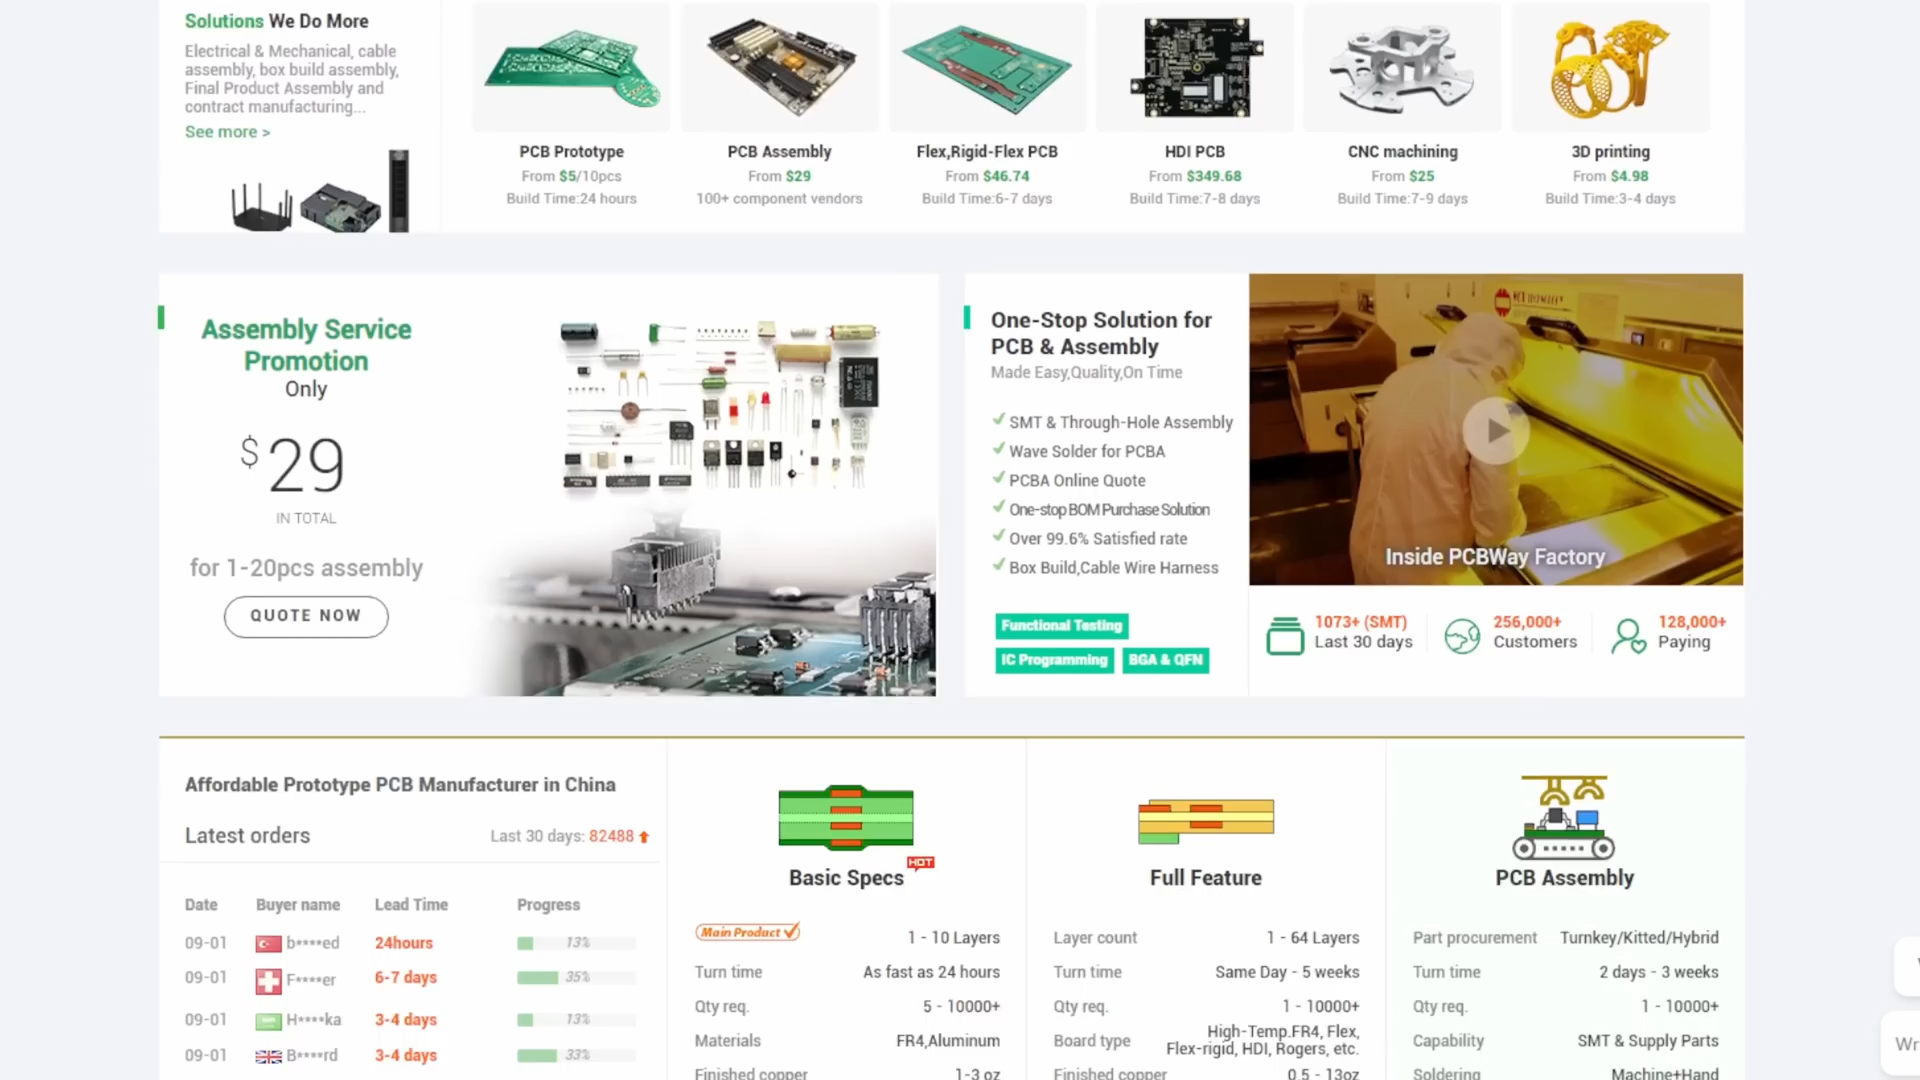 Solutions We Do More
Electrical & Mechanical, cable
assembly, box build assembly,
Final Product Assembly and
contract manufacturing...
See more >
PCB Prototype
From $5/10pcs
Build Time:24 hours
PCB Assembly
From $29
100+ component vendors
Flex,Rigid-Flex PCB
From $46.74
Build Time:6-7 days
HDI PCB
From $349.68
Build Time:7-8 days
CNC machining
From $25
Build Time:7-9 days
3D printing
From $4.98
Build Time:3-4 days
Assembly Service
Promotion
Only
$29
IN TOTAL
for 1-20pcs assembly
QUOTE NOW
One-Stop Solution for
PCB & Assembly
Made Easy,Quality,On Time
SMT & Through-Hole Assembly
Wave Solder for PCBA
PCBA Online Quote
One-stop BOM Purchase Solution
Over 99.6% Satisfied rate
Box Build,Cable Wire Harness
Functional Testing
IC Programming
BGA & QFN
Inside PCBWay Factory
1073+ (SMT)
Last 30 days
256,000+
Customers
128,000+
Paying
Affordable Prototype PCB Manufacturer in China
Latest orders
Last 30 days: 82488
Date Buyer name Lead Time Progress
09-01 b****ed 24hours 13%
09-01 F****er 6-7 days 35%
09-01 H****ka 3-4 days 13%
09-01 B****rd 3-4 days 33%
HOT
Basic Specs
Main Product 1 - 10 Layers
Turn time As fast as 24 hours
Qty req. 5 - 10000+
Materials FR4,Aluminum
Finished copper 1-3 oz
Full Feature
Layer count 1 - 64 Layers
Turn time Same Day - 5 weeks
Qty req. 1 - 10000+
Board type High-Temp.FR4, Flex,
Flex-rigid, HDI, Rogers, etc.
Finished copper 0.5 - 13oz
PCB Assembly
Part procurement Turnkey/Kitted/Hybrid
Turn time 2 days - 3 weeks
Qty req. 1 - 10000+
Capability SMT & Supply Parts
Soldering Machine+Hand
Wr